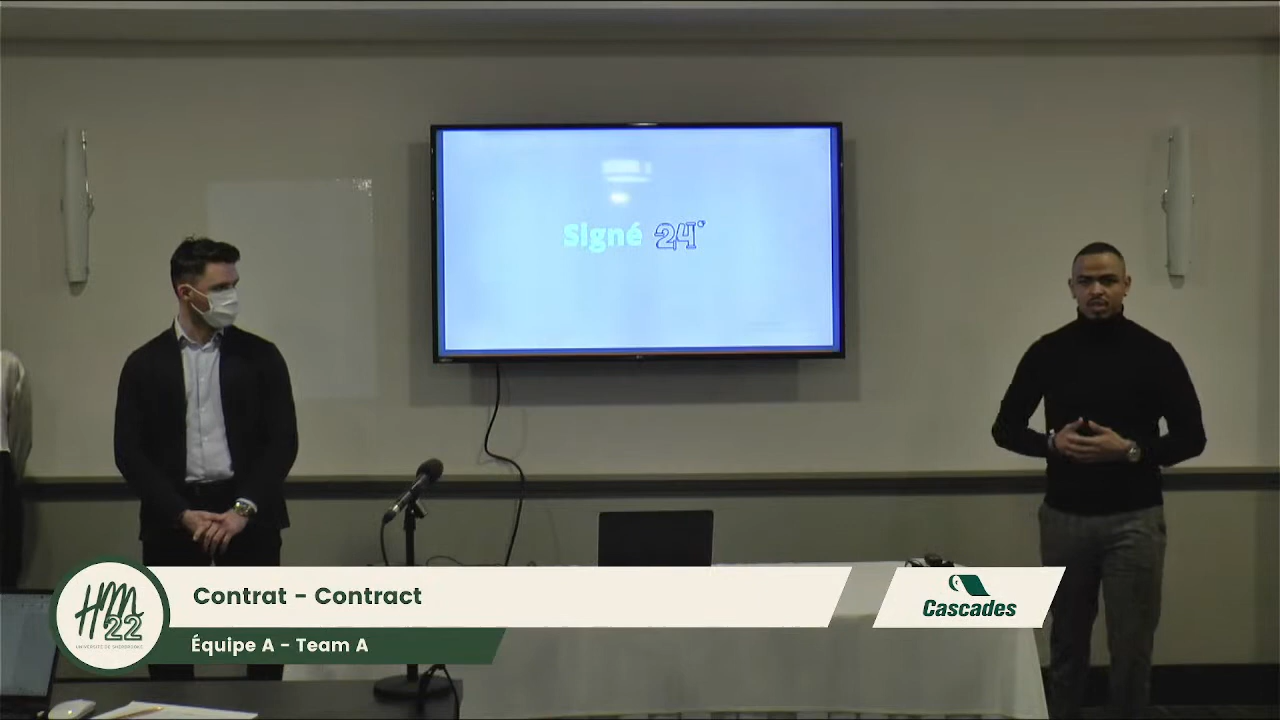 Signé 24°
Contrat - Contract
Équipe A - Team A
HM
22
UNIVERSITÉ DE SHERBROOKE
Cascades